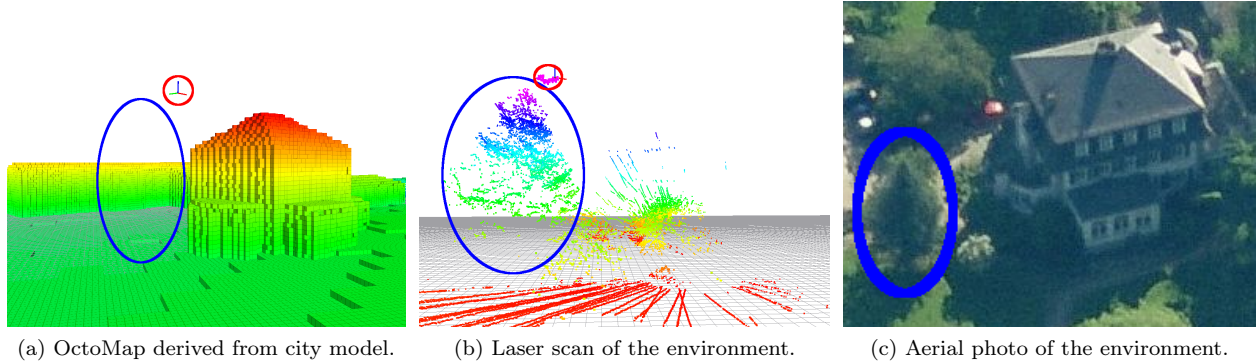 (a) OctoMap derived from city model.
(b) Laser scan of the environment.
(c) Aerial photo of the environment.